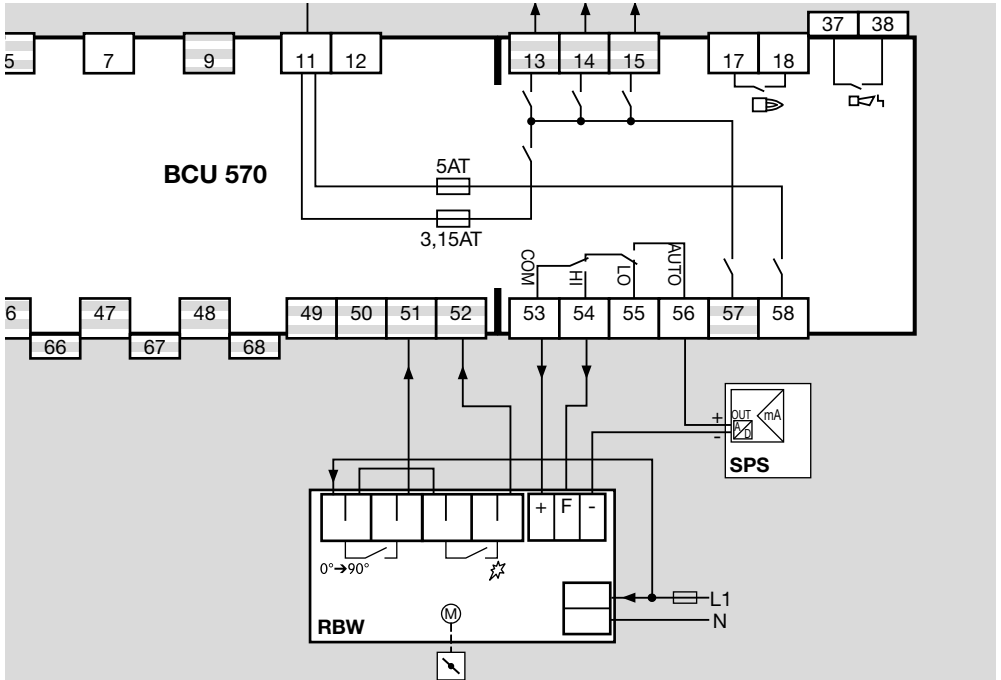 5 7 9 11 12 13 14 15 17 18 37 38
BCU 570
5AT
3,15AT
COM HI LO AUTO
6 47 48 49 50 51 52 53 54 55 56 57 58
66 67 68
+ OUT mA
- A/D
SPS
+ F -
0°→90°
RBW
M
L1
N